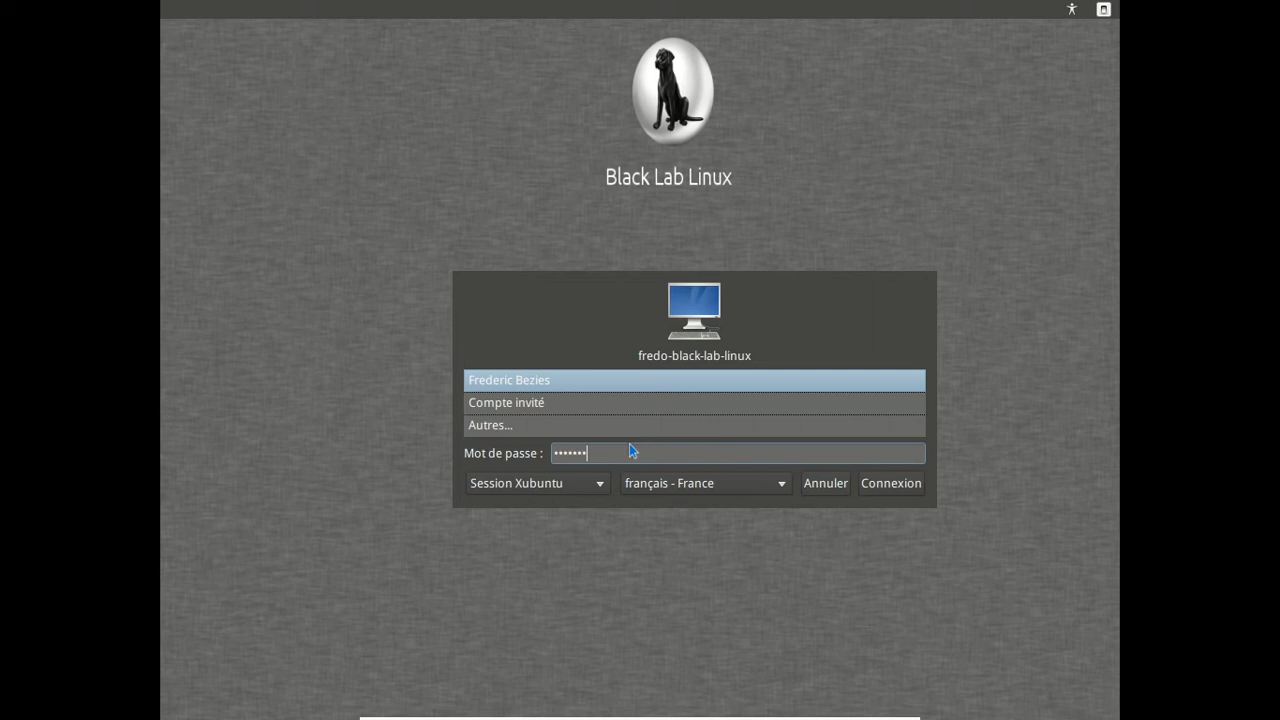 Black Lab Linux
fredo-black-lab-linux
Frederic Bezies
Compte invité
Autres...
Mot de passe : •••••••
Session Xubuntu français - France Annuler Connexion